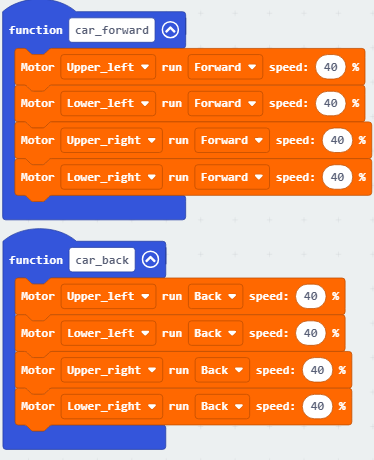 function car_forward
Motor Upper_left run Forward speed: 40 %
Motor Lower_left run Forward speed: 40 %
Motor Upper_right run Forward speed: 40 %
Motor Lower_right run Forward speed: 40 %
function car_back
Motor Upper_left run Back speed: 40 %
Motor Lower_left run Back speed: 40 %
Motor Upper_right run Back speed: 40 %
Motor Lower_right run Back speed: 40 %